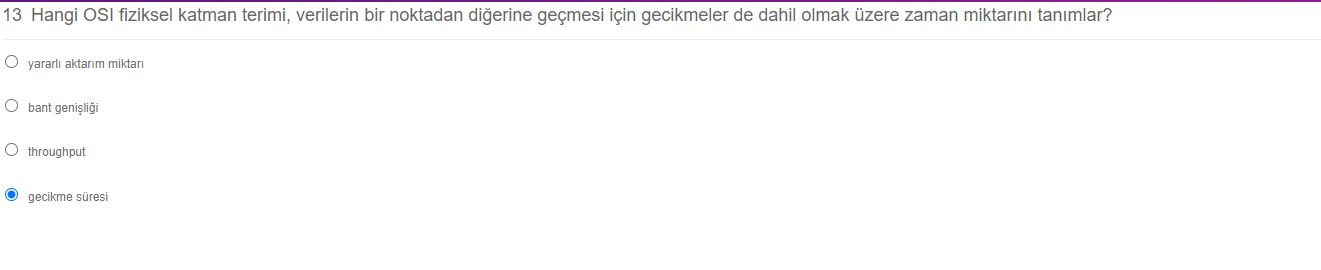 13 Hangi OSI fiziksel katman terimi, verilerin bir noktadan diğerine geçmesi için gecikmeler de dahil olmak üzere zaman miktarını tanımlar?
yararlı aktarım miktarı
bant genişliği
throughput
gecikme süresi